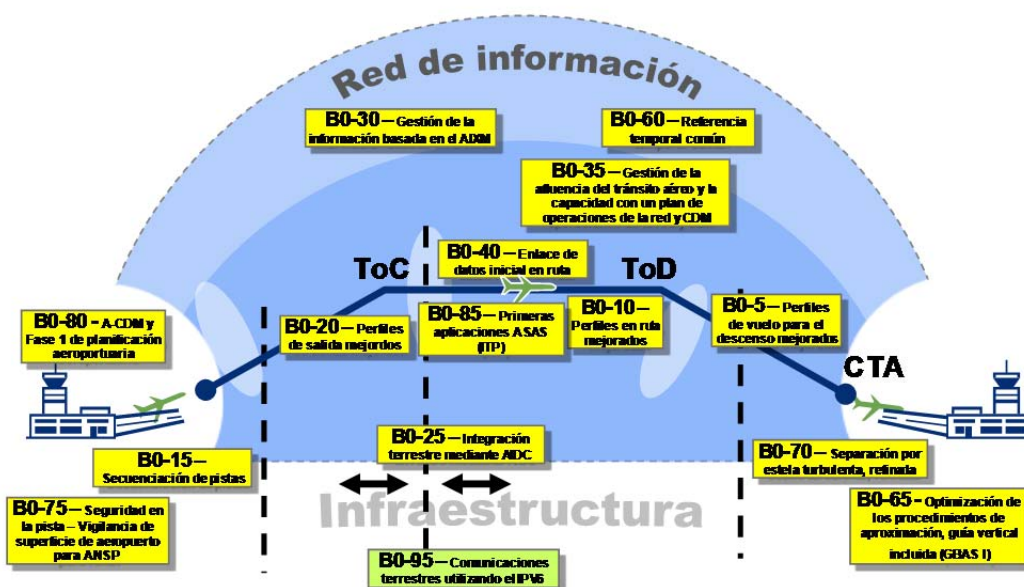 Red de información
B0-30 – Gestión de la
información basada en el AIXM
B0-60 – Referencia
temporal común
B0-35 – Gestión de la
afluencia del tránsito aéreo y la
capacidad con un plan de
operaciones de la red y CDM
B0-40 – Enlace de
datos inicial en ruta
ToC
ToD
B0-80 - A-CDM y
Fase 1 de planificación
aeroportuaria
B0-20 – Perfiles
de salida mejordos
B0-85 – Primeras
aplicaciones ASAS
(ITP)
B0-10 –
Perfiles en ruta
mejorados
B0-5 – Perfiles
de vuelo para el
descenso mejorados
CTA
B0-15 –
Secuenciación de pistas
B0-25 – Integración
terrestre mediante AIDC
B0-70 – Separación por
estela turbulenta, refinada
B0-75 – Seguridad en
la pista – Vigilancia de
superficie de aeropuerto
para ANSP
Infraestructura
B0-65 - Optimización de
los procedimientos de
aproximación, guía vertical
incluida (GBAS I)
B0-95 – Comunicaciones
terrestres utilizando el IPV6